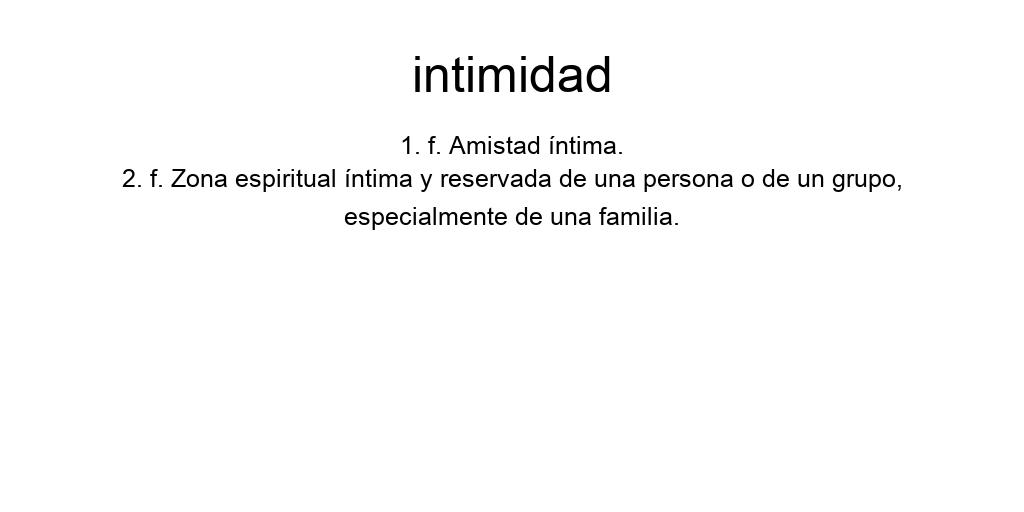 intimidad
1. f. Amistad íntima.
2. f. Zona espiritual íntima y reservada de una persona o de un grupo,
especialmente de una familia.